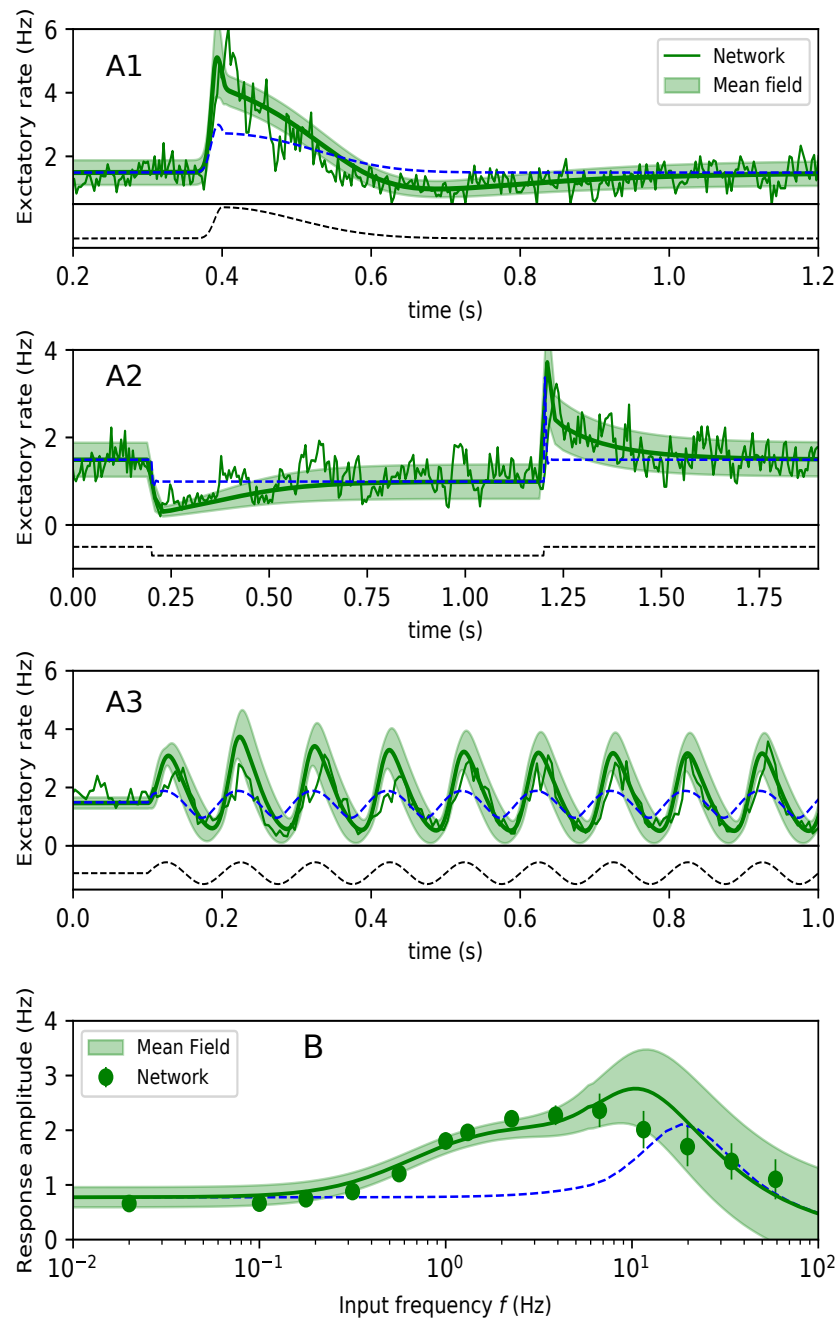 Exctatory rate (Hz)
6
4
2
A1
Network
Mean field
0.2 0.4 0.6 0.8 1.0 1.2
time (s)
Exctatory rate (Hz)
4
2
0
A2
0.00 0.25 0.50 0.75 1.00 1.25 1.50 1.75
time (s)
Exctatory rate (Hz)
6
4
2
0
A3
0.0 0.2 0.4 0.6 0.8 1.0
time (s)
Response amplitude (Hz)
4
3
2
1
0
Mean Field
Network
B
10⁻² 10⁻¹ 10⁰ 10¹ 10²
Input frequency f (Hz)